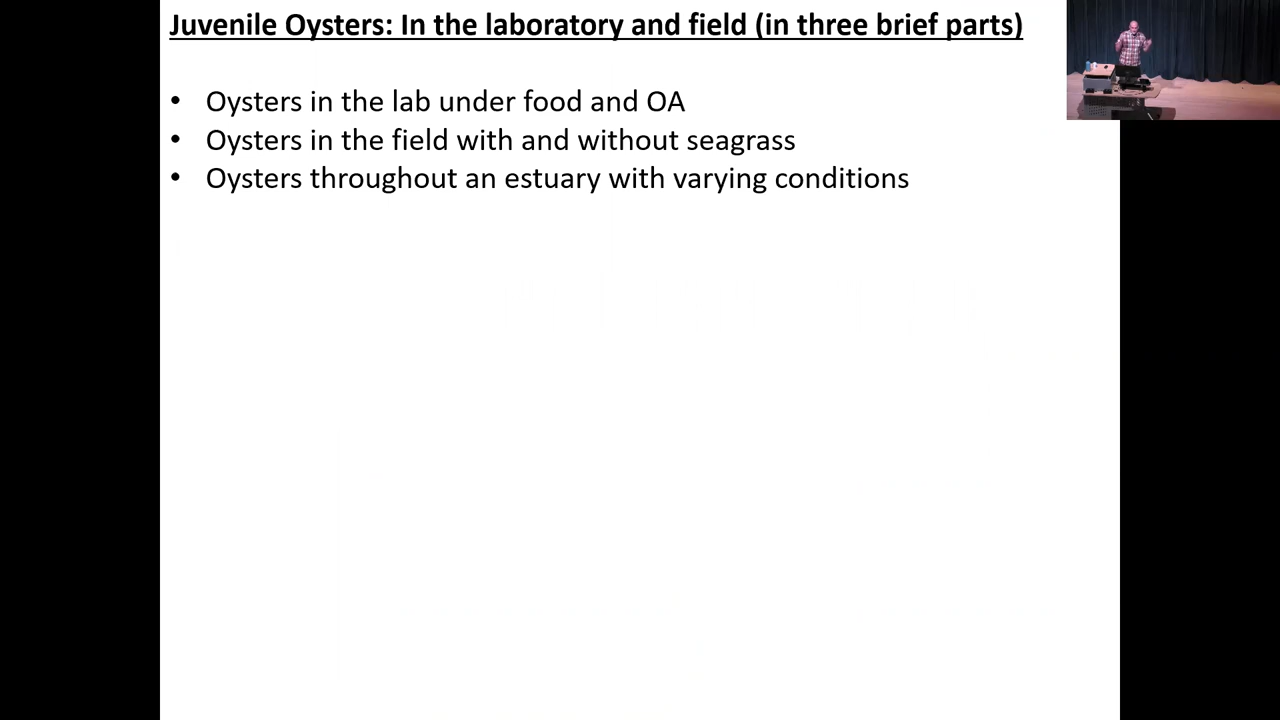 Juvenile Oysters: In the laboratory and field (in three brief parts)
• Oysters in the lab under food and OA
• Oysters in the field with and without seagrass
• Oysters throughout an estuary with varying conditions